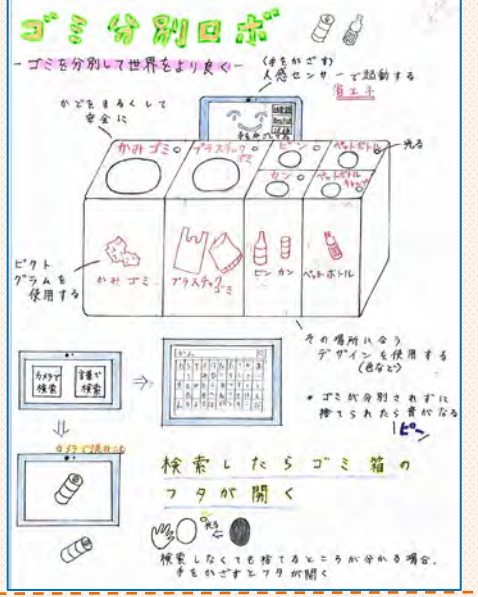 ゴミ分別ロボ
- ゴミを分別して世界をより良く -
(手をかざす)
人感センサーで起動する
省エネ
かどをまるくして
安全に
かみゴミ
プラスチック
ゴミ
ビン
カン
ペットボトル
ペットボトル
キャップ
光る
ピクト
グラムを
使用する
かみ ゴミ
プラスチック
ゴミ
ビン カン
ペットボトル
その場所に合う
デザインを使用する
(色など)
カメラで
検索
言葉で
検索
⇒
かん
• ゴミが分別されずに
捨てられたら音がなる
ピーッ
カメラで読みこむ
検索したらゴミ箱の
フタが開く
光る
検索しなくても捨てるところが分かる場合、
手をかざすとフタが開く